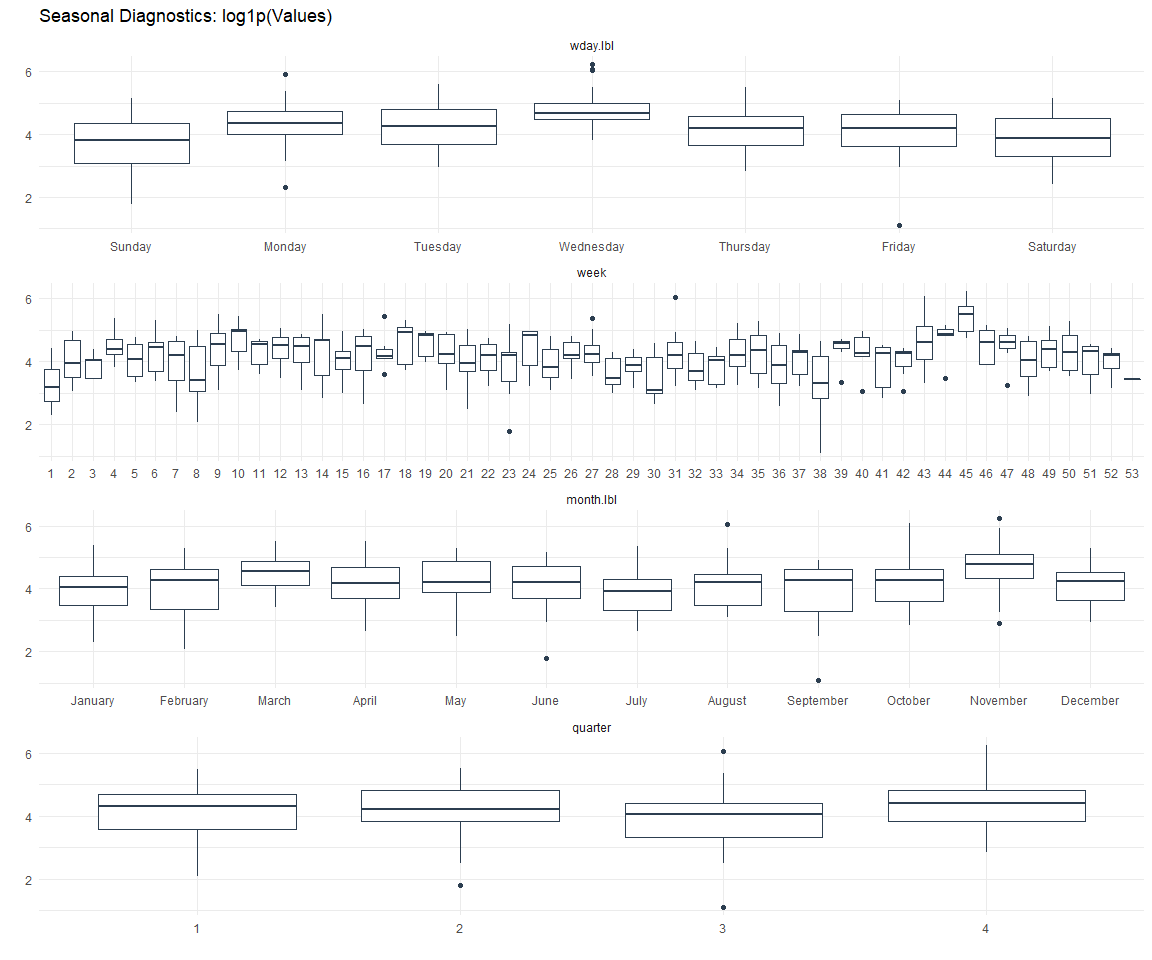 Seasonal Diagnostics: log1p(Values)
wday.lbl
6
4
2
Sunday Monday Tuesday Wednesday Thursday Friday Saturday
week
6
4
2
1 2 3 4 5 6 7 8 9 10 11 12 13 14 15 16 17 18 19 20 21 22 23 24 25 26 27 28 29 30 31 32 33 34 35 36 37 38 39 40 41 42 43 44 45 46 47 48 49 50 51 52 53
month.lbl
6
4
2
January February March April May June July August September October November December
quarter
6
4
2
1 2 3 4